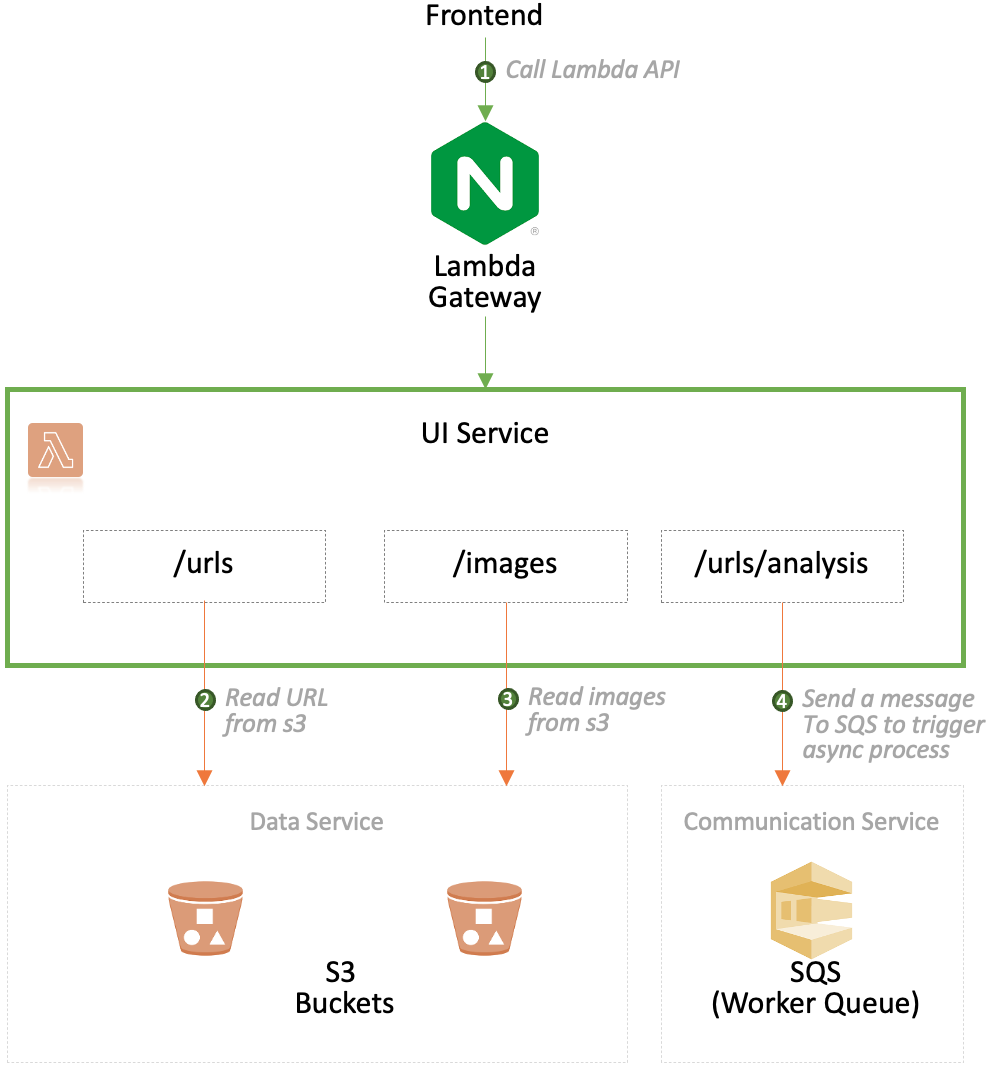 Frontend
1 Call Lambda API
N
®
Lambda
Gateway
UI Service
/urls
/images
/urls/analysis
2 Read URL
from s3
3 Read images
from s3
4 Send a message
To SQS to trigger
async process
Data Service
Communication Service
S3
Buckets
SQS
(Worker Queue)